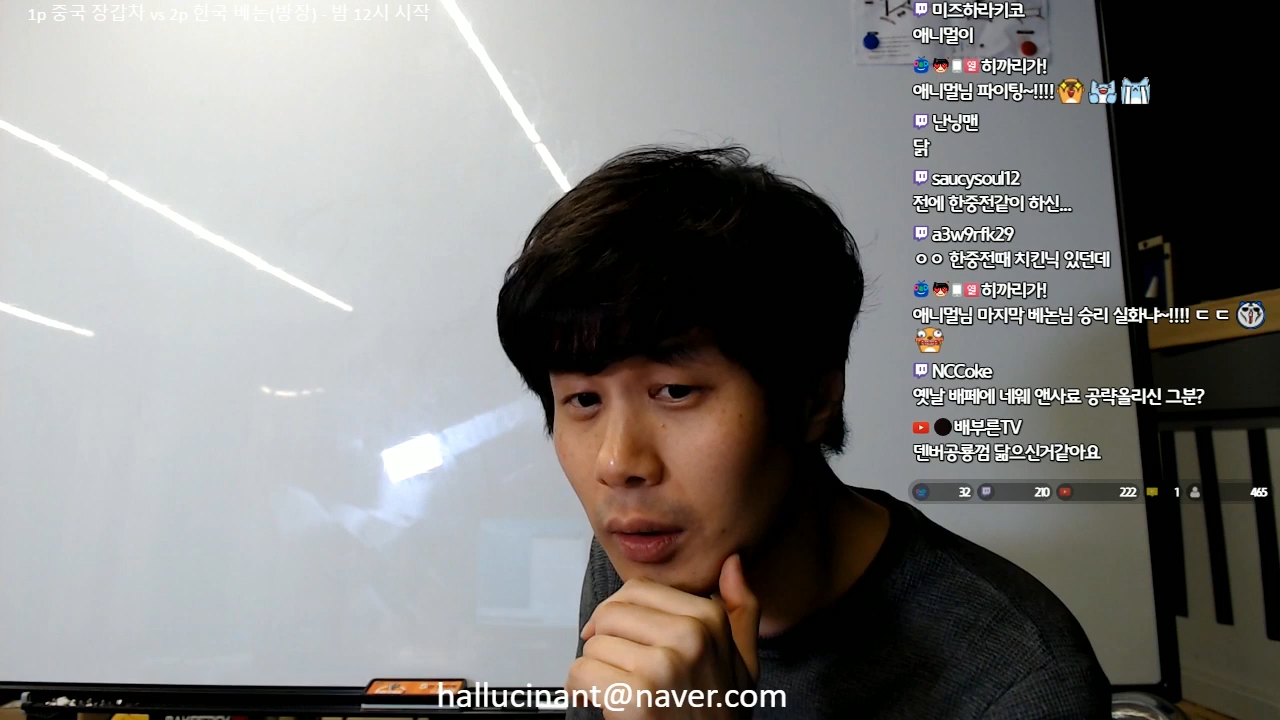 1p 중국 장갑차 vs 2p 한국 베논(방장) - 밤 12시 시작
미즈하라키코
애니멀이
열 히까리가!
애니멀님 파이팅~!!!!
난닝맨
닭
saucysoul12
전에 한중전같이 하신...
a3w9rfk29
ㅇㅇ 한중전때 치킨닉 있던데
열 히까리가!
애니멀님 마지막 베논님 승리 실화냐~!!!! ㄷ ㄷ
NCCoke
옛날 배페에 네웨 앤사료 공략올리신 그분?
배부른TV
덴버공룡껌 닮으신거같아요
32 210 222 1 465
hallucinant@naver.com